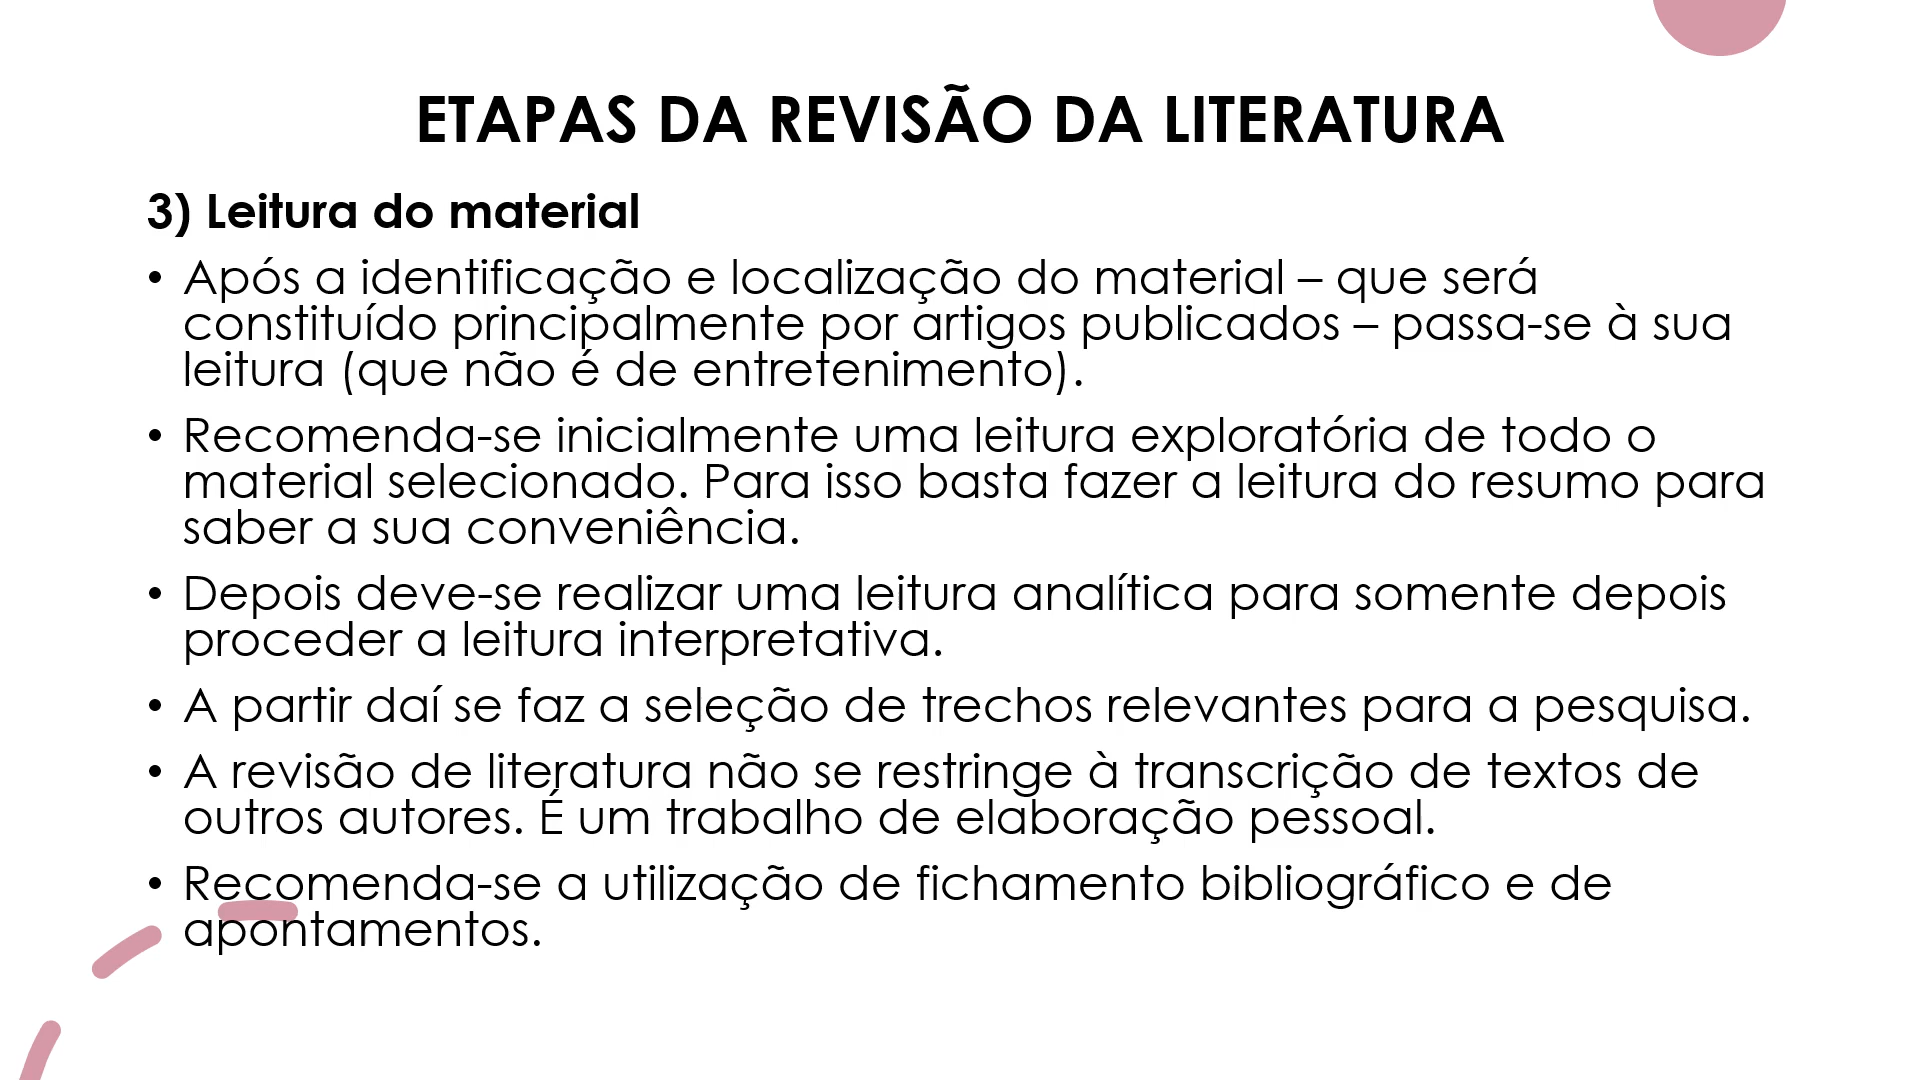 ETAPAS DA REVISÃO DA LITERATURA
3) Leitura do material
• Após a identificação e localização do material – que será
constituído principalmente por artigos publicados – passa-se à sua
leitura (que não é de entretenimento).
• Recomenda-se inicialmente uma leitura exploratória de todo o
material selecionado. Para isso basta fazer a leitura do resumo para
saber a sua conveniência.
• Depois deve-se realizar uma leitura analítica para somente depois
proceder a leitura interpretativa.
• A partir daí se faz a seleção de trechos relevantes para a pesquisa.
• A revisão de literatura não se restringe à transcrição de textos de
outros autores. É um trabalho de elaboração pessoal.
• Recomenda-se a utilização de fichamento bibliográfico e de
apontamentos.